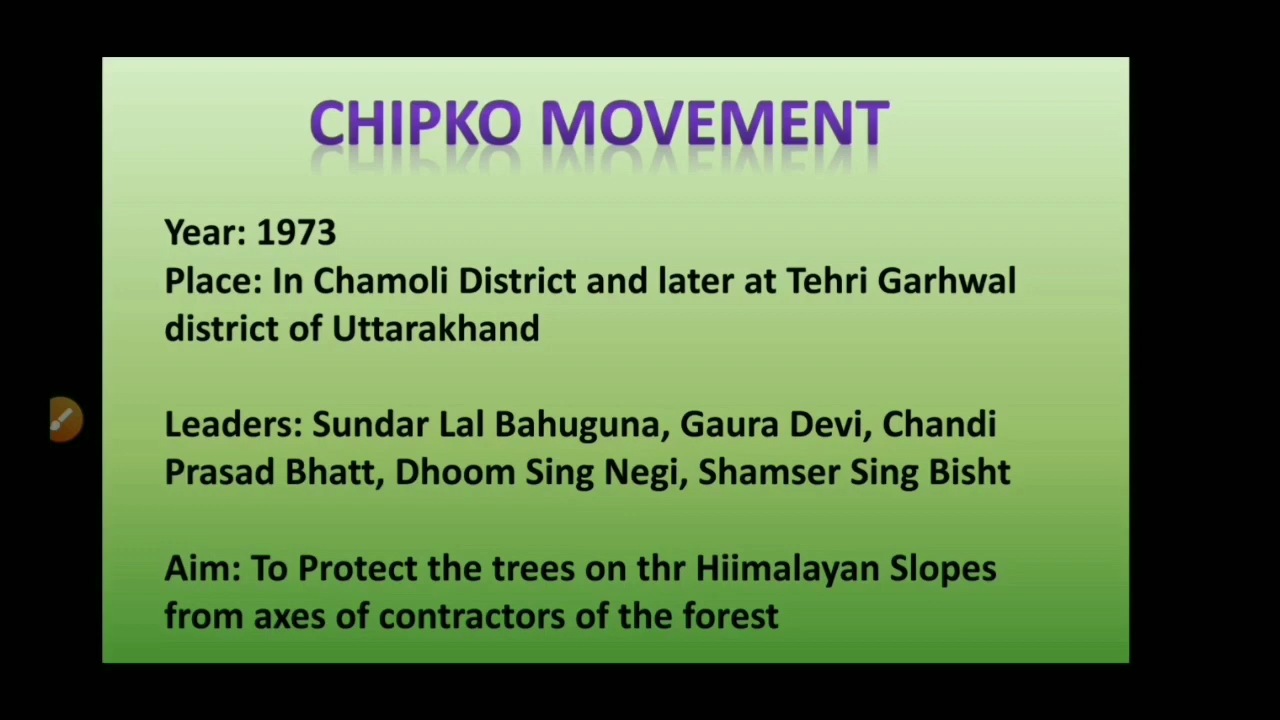 CHIPKO MOVEMENT
Year: 1973
Place: In Chamoli District and later at Tehri Garhwal
district of Uttarakhand
Leaders: Sundar Lal Bahuguna, Gaura Devi, Chandi
Prasad Bhatt, Dhoom Sing Negi, Shamser Sing Bisht
Aim: To Protect the trees on thr Hiimalayan Slopes
from axes of contractors of the forest